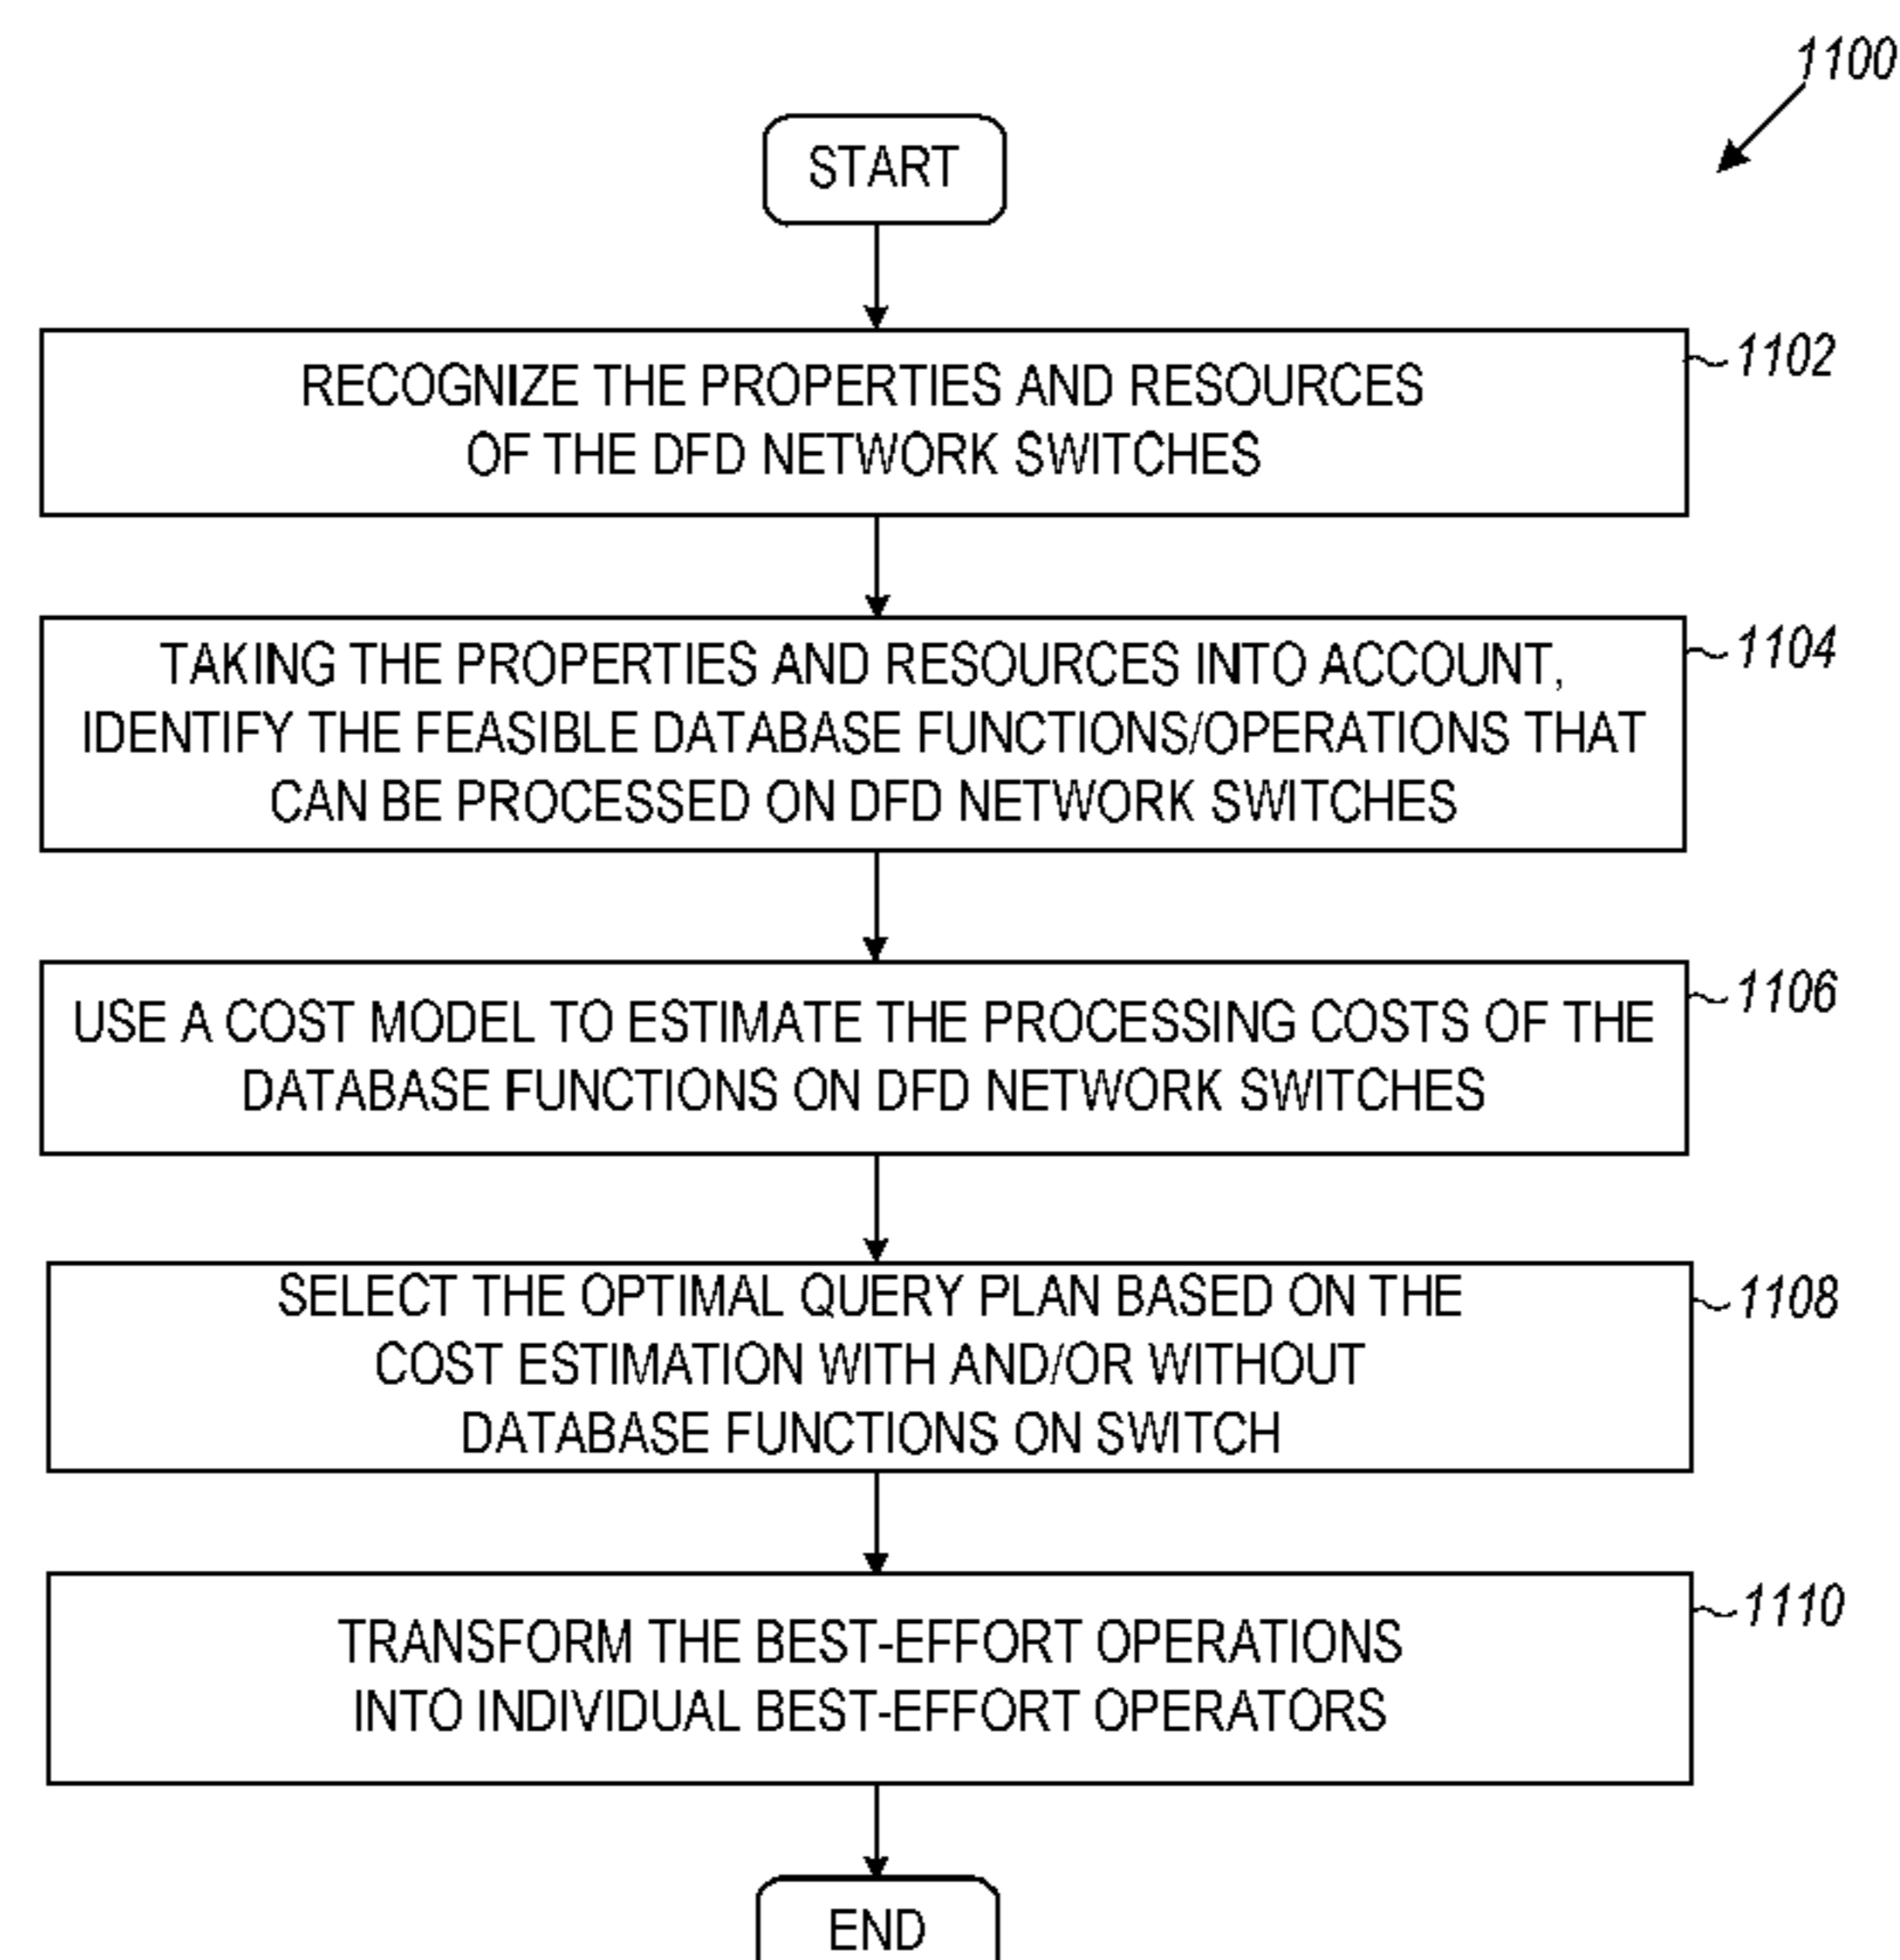 1100
START
RECOGNIZE THE PROPERTIES AND RESOURCES
OF THE DFD NETWORK SWITCHES
1102
TAKING THE PROPERTIES AND RESOURCES INTO ACCOUNT,
IDENTIFY THE FEASIBLE DATABASE FUNCTIONS/OPERATIONS THAT
CAN BE PROCESSED ON DFD NETWORK SWITCHES
1104
USE A COST MODEL TO ESTIMATE THE PROCESSING COSTS OF THE
DATABASE FUNCTIONS ON DFD NETWORK SWITCHES
1106
SELECT THE OPTIMAL QUERY PLAN BASED ON THE
COST ESTIMATION WITH AND/OR WITHOUT
DATABASE FUNCTIONS ON SWITCH
1108
TRANSFORM THE BEST-EFFORT OPERATIONS
INTO INDIVIDUAL BEST-EFFORT OPERATORS
1110
END